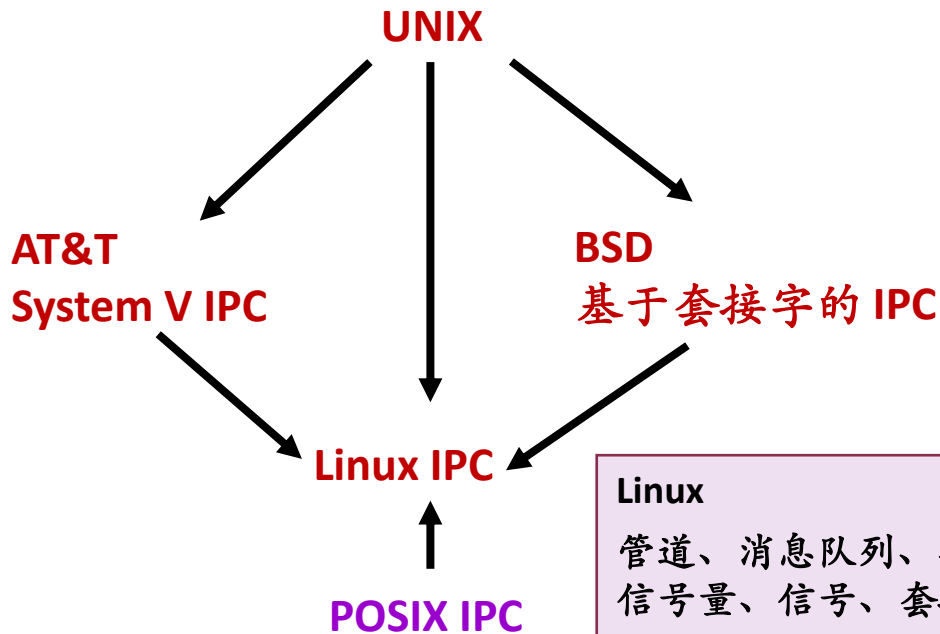 UNIX
AT&T
System V IPC
BSD
基于套接字的 IPC
Linux IPC
POSIX IPC
Linux
管道、消息队列、
信号量、信号、套